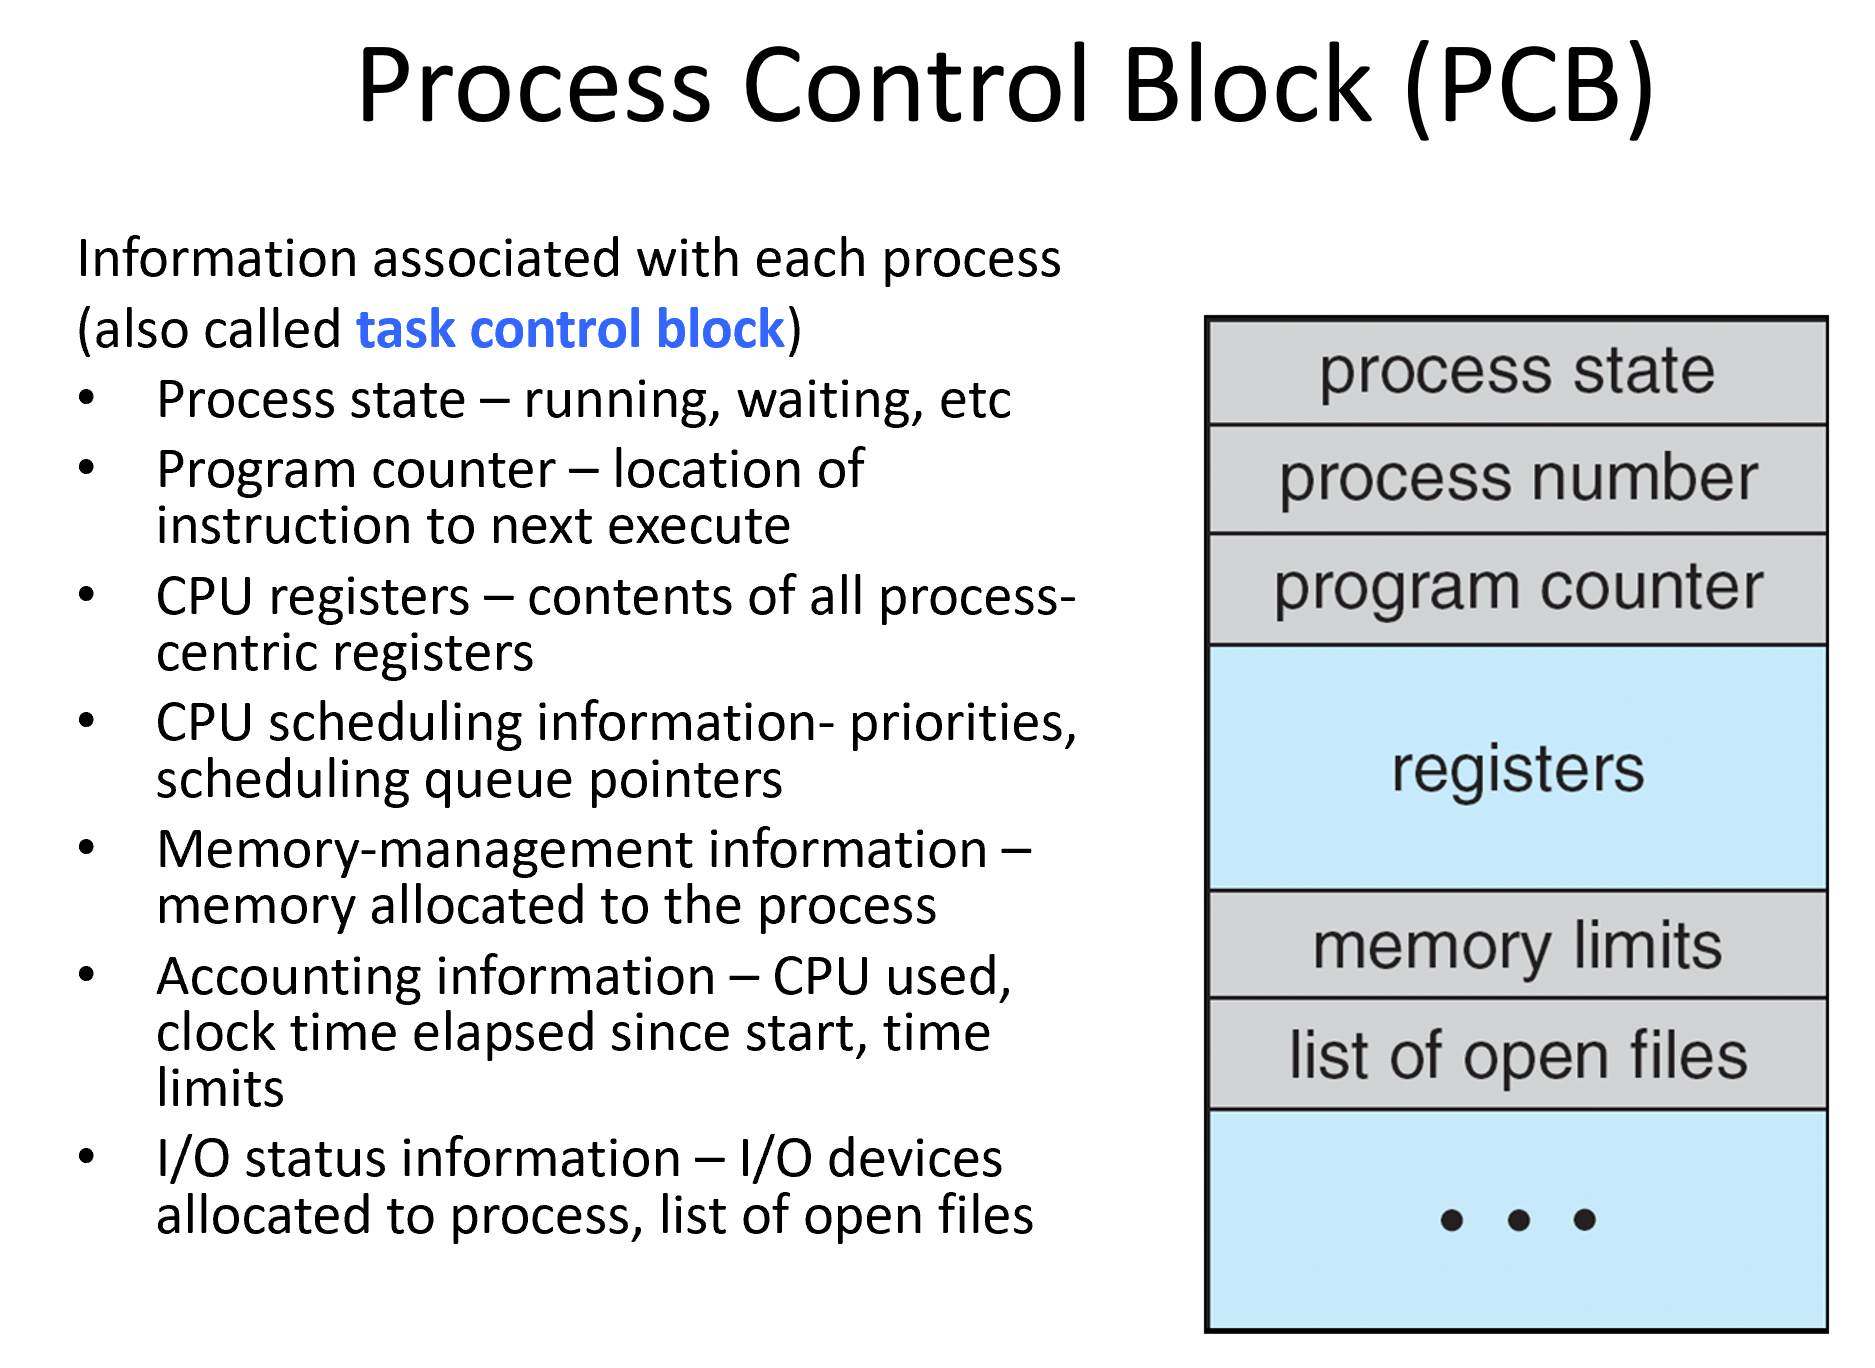 Process Control Block (PCB)
Information associated with each process
(also called task control block)
• Process state – running, waiting, etc
• Program counter – location of
instruction to next execute
• CPU registers – contents of all process-
centric registers
• CPU scheduling information- priorities,
scheduling queue pointers
• Memory-management information –
memory allocated to the process
• Accounting information – CPU used,
clock time elapsed since start, time
limits
• I/O status information – I/O devices
allocated to process, list of open files
process state
process number
program counter
registers
memory limits
list of open files
• • •